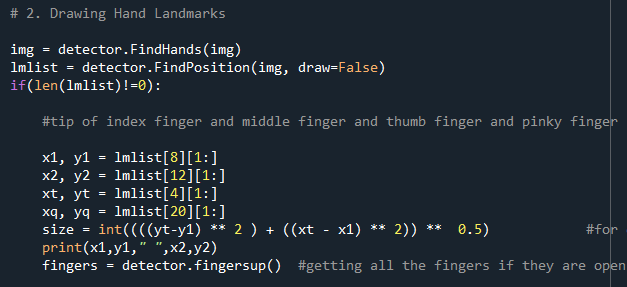 # 2. Drawing Hand Landmarks
img = detector.FindHands(img)
lmlist = detector.FindPosition(img, draw=False)
if(len(lmlist)!=0):
#tip of index finger and middle finger and thumb finger and pinky finger
x1, y1 = lmlist[8][1:]
x2, y2 = lmlist[12][1:]
xt, yt = lmlist[4][1:]
xq, yq = lmlist[20][1:]
size = int((((yt-y1) ** 2 ) + ((xt - x1) ** 2)) **  0.5)            #for
print(x1,y1," ",x2,y2)
fingers = detector.fingersup()  #getting all the fingers if they are open